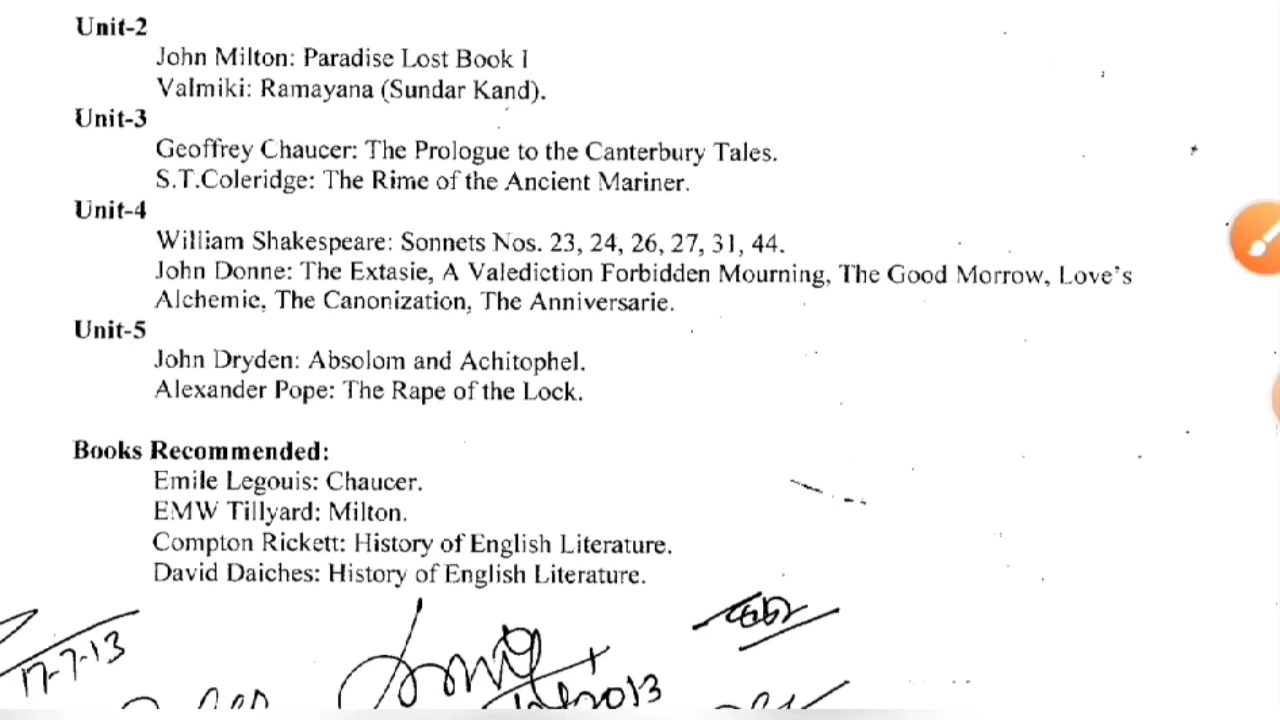 Unit-2
John Milton: Paradise Lost Book I
Valmiki: Ramayana (Sundar Kand).
Unit-3
Geoffrey Chaucer: The Prologue to the Canterbury Tales.
S.T.Coleridge: The Rime of the Ancient Mariner.
Unit-4
William Shakespeare: Sonnets Nos. 23, 24, 26, 27, 31, 44.
John Donne: The Extasie, A Valediction Forbidden Mourning, The Good Morrow, Love's
Alchemie, The Canonization, The Anniversarie.
Unit-5
John Dryden: Absolom and Achitophel.
Alexander Pope: The Rape of the Lock.
Books Recommended:
Emile Legouis: Chaucer.
EMW Tillyard: Milton.
Compton Rickett: History of English Literature.
David Daiches: History of English Literature.
17-7-13